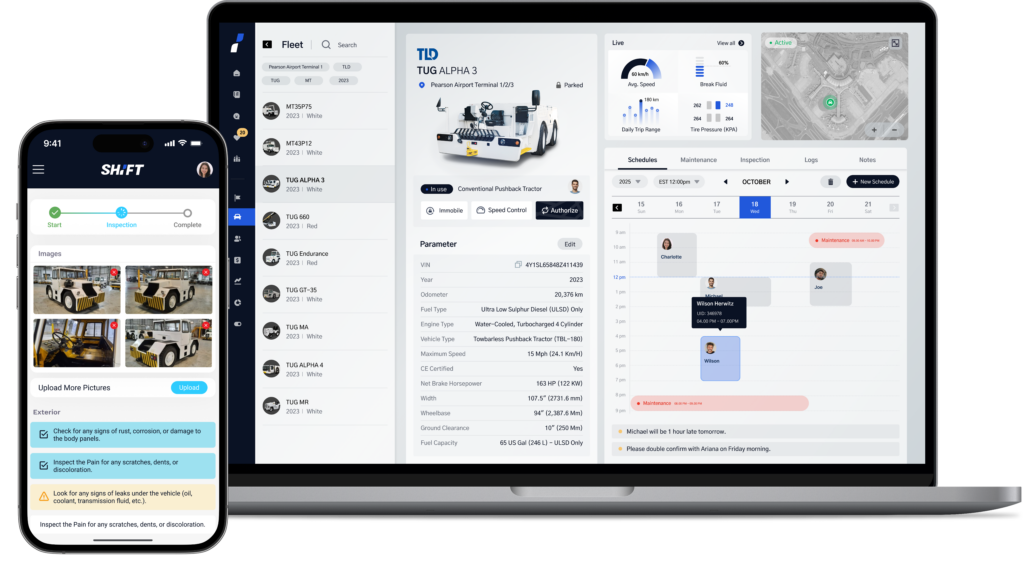 9:41
SHIFT
Start
Inspection
Complete
Images
Upload More Pictures
Upload
Exterior
Check for any signs of rust, corrosion, or damage to
the body panels.
Inspect the Pain for any scratches, dents, or
discoloration.
Look for any signs of leaks under the vehicle (oil,
coolant, transmission fluid, etc.).
Inspect the Pain for any scratches, dents, or discoloration.
20
Fleet
Search
Pearson Airport Terminal 1
TLD
TUG
MT
2023
MT35P75
2023 | White
MT43P12
2023 | White
TUG ALPHA 3
2023 | White
TUG 660
2023 | Red
TUG Endurance
2023 | Red
TUG GT-35
2023 | White
TUG MA
2023 | White
TUG ALPHA 4
2023 | White
TUG MR
2023 | White
TLD
TUG ALPHA 3
Pearson Airport Terminal 1/2/3
Parked
In use
Conventional Pushback Tractor
Immobile
Speed Control
Authorize
Parameter
Edit
VIN 4Y1SL65848Z411439
Year 2023
Odometer 20,376 km
Fuel Type Ultra Low Sulphur Diesel (ULSD) Only
Engine Type Water-Cooled, Turbocharged 4 Cylinder
Vehicle Type Towbarless Pushback Tractor (TBL-180)
Maximum Speed 15 Mph (24.1 Km/H)
CE Certified Yes
Net Brake Horsepower 163 HP (122 KW)
Width 107.5" (2731.6 mm)
Wheelbase 94" (2,387.6 Mm)
Ground Clearance 10" (250 Mm)
Fuel Capacity 65 US Gal (246 L) - ULSD Only
Live
View all
60 km/h
Avg. Speed
60%
Break Fluid
180 km
Daily Trip Range
262 248
264 264
Tire Pressure (KPA)
Active
Schedules
Maintenance
Inspection
Logs
Notes
2025
EST 12:00pm
OCTOBER
+ New Schedule
15 16 17 18 19 20 21
Sun Mon Tue Wed Thu Fri Sat
9 am
10 am
11 am
12 pm
1 pm
2 pm
3 pm
4 pm
5 pm
6 pm
7 pm
8 pm
9 pm
Charlotte
Maintenance
Joe
Michael
Wilson Herwitz
UID: 346978
04.00 PM - 07.00PM
Wilson
Maintenance
Michael will be 1 hour late tomorrow.
Please double confirm with Ariana on Friday morning.